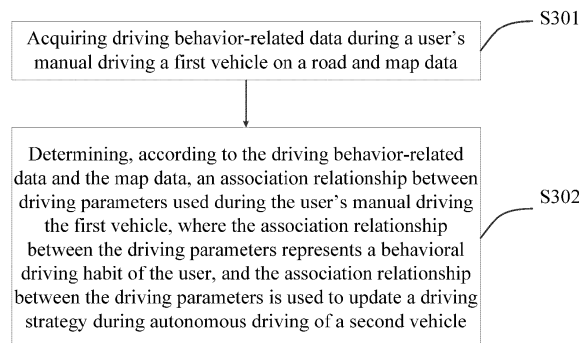 S301
Acquiring driving behavior-related data during a user's
manual driving a first vehicle on a road and map data
Determining, according to the driving behavior-related
data and the map data, an association relationship between
driving parameters used during the user's manual driving
the first vehicle, where the association relationship
between the driving parameters represents a behavioral
driving habit of the user, and the association relationship
between the driving parameters is used to update a driving
strategy during autonomous driving of a second vehicle
S302